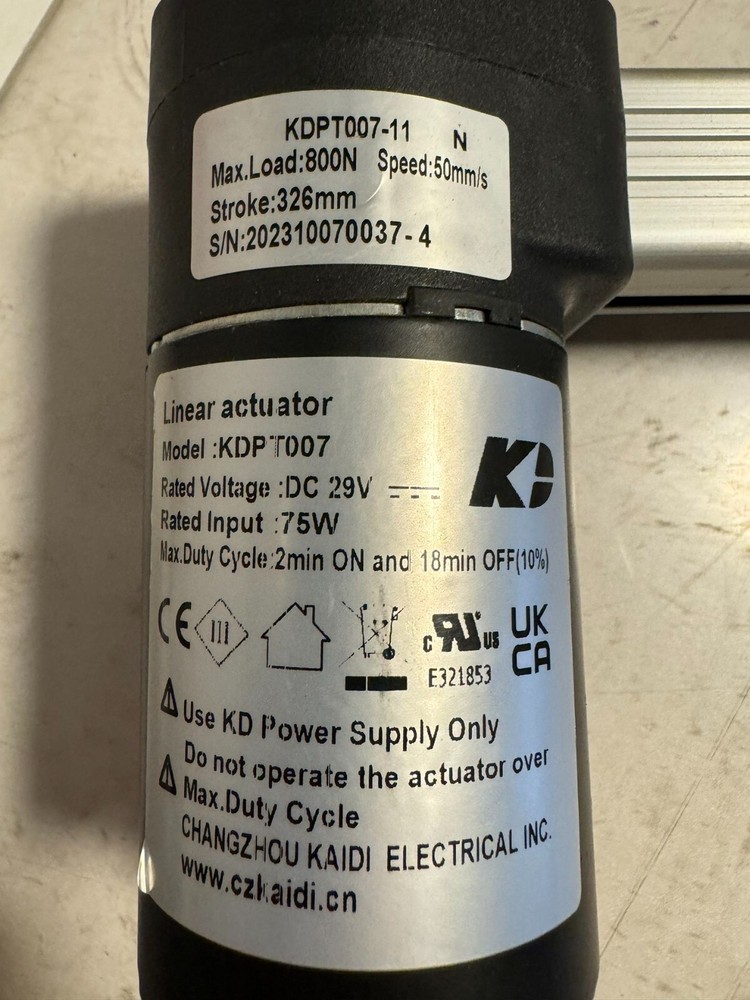 KDPT007-11 N
Max.Load:800N Speed:50mm/s
Stroke:326mm
S/N:202310070037-4
Linear actuator
Model :KDPT007
Rated Voltage :DC 29V
KD
Rated Input :75W
Max.Duty Cycle:2min ON and 18min OFF(10%)
CE III c RU us UK CA
E321853
Use KD Power Supply Only
Do not operate the actuator over
Max.Duty Cycle
CHANGZHOU KAIDI ELECTRICAL INC.
www.czkaidi.cn